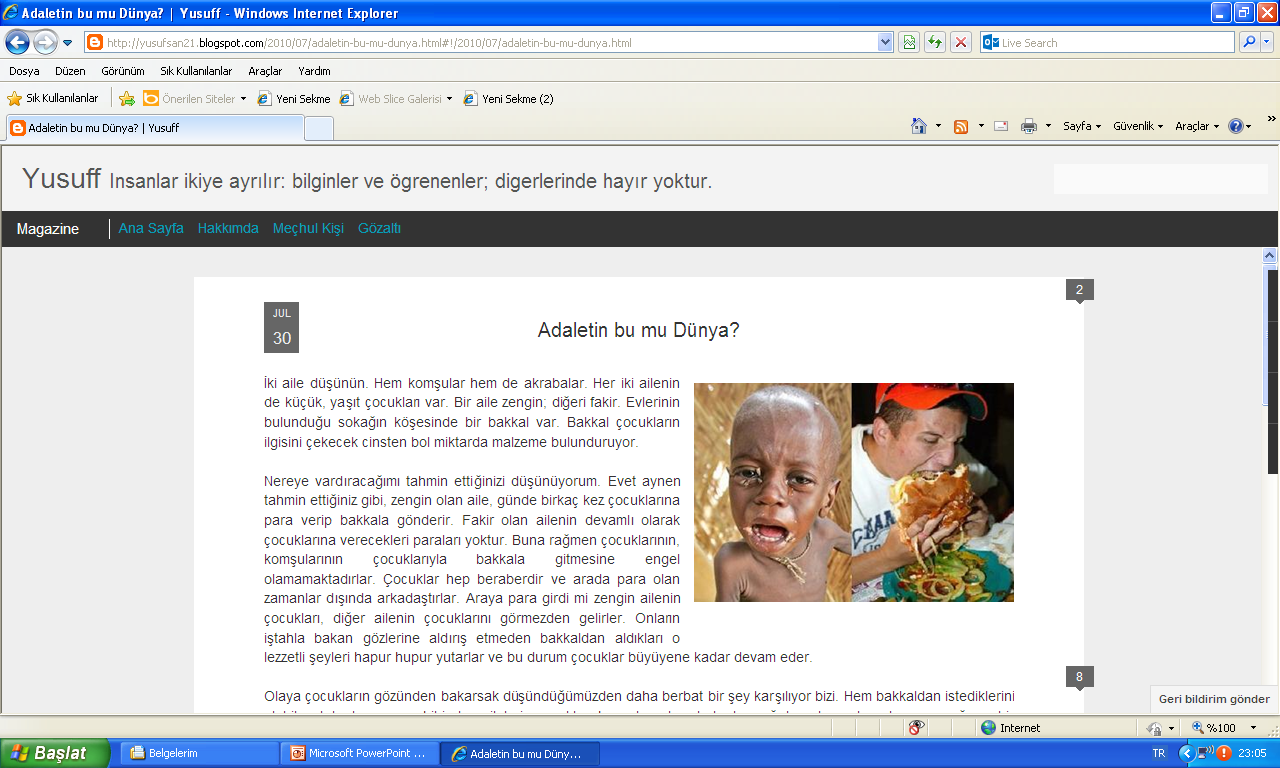 Adaletin bu mu Dünya? | Yusuff - Windows Internet Explorer
http://yusufsan21.blogspot.com/2010/07/adaletin-bu-mu-dunya.html#!/2010/07/adaletin-bu-mu-dunya.html
Live Search
Dosya Düzen Görünüm Sık Kullanılanlar Araçlar Yardım
Sık Kullanılanlar Önerilen Siteler Yeni Sekme Web Slice Galerisi Yeni Sekme (2)
Adaletin bu mu Dünya? | Yusuff
Sayfa Güvenlik Araçlar
Yusuff Insanlar ikiye ayrılır: bilginler ve ögrenenler; digerlerinde hayır yoktur.
Magazine Ana Sayfa Hakkımda Meçhul Kişi Gözaltı
2
JUL
30
Adaletin bu mu Dünya?
İki aile düşünün. Hem komşular hem de akrabalar. Her iki ailenin
de küçük, yaşıt çocukları var. Bir aile zengin; diğeri fakir. Evlerinin
bulunduğu sokağın köşesinde bir bakkal var. Bakkal çocukların
ilgisini çekecek cinsten bol miktarda malzeme bulunduruyor.
Nereye vardıracağımı tahmin ettiğinizi düşünüyorum. Evet aynen
tahmin ettiğiniz gibi, zengin olan aile, günde birkaç kez çocuklarına
para verip bakkala gönderir. Fakir olan ailenin devamlı olarak
çocuklarına verecekleri paraları yoktur. Buna rağmen çocuklarının,
komşularının çocuklarıyla bakkala gitmesine engel
olamamaktadırlar. Çocuklar hep beraberdir ve arada para olan
zamanlar dışında arkadaştırlar. Araya para girdi mi zengin ailenin
çocukları, diğer ailenin çocuklarını görmezden gelirler. Onların
iştahla bakan gözlerine aldırış etmeden bakkaldan aldıkları o
lezzetli şeyleri hapur hupur yutarlar ve bu durum çocuklar büyüyene kadar devam eder.
8
Olaya çocukların gözünden bakarsak düşündüğümüzden daha berbat bir şey karşılıyor bizi. Hem bakkaldan istediklerini
Geri bildirim gönder
Internet
%100
Başlat Belgelerim Microsoft PowerPoint ... Adaletin bu mu Düny... TR 23:05